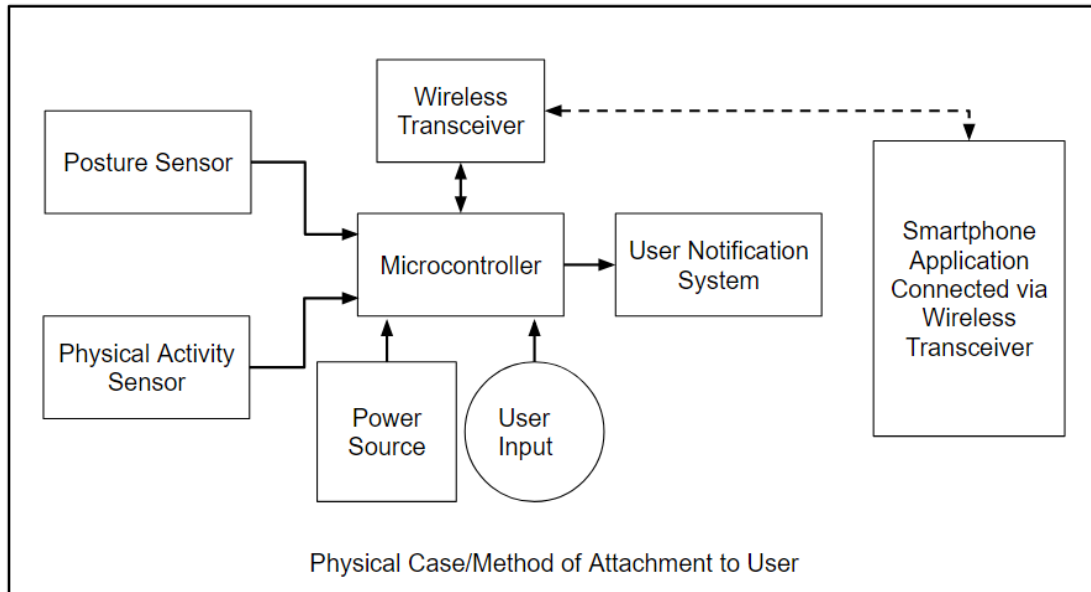 Wireless
Transceiver
Posture Sensor
Microcontroller
User Notification
System
Smartphone
Application
Connected via
Wireless
Transceiver
Physical Activity
Sensor
Power
Source
User
Input
Physical Case/Method of Attachment to User